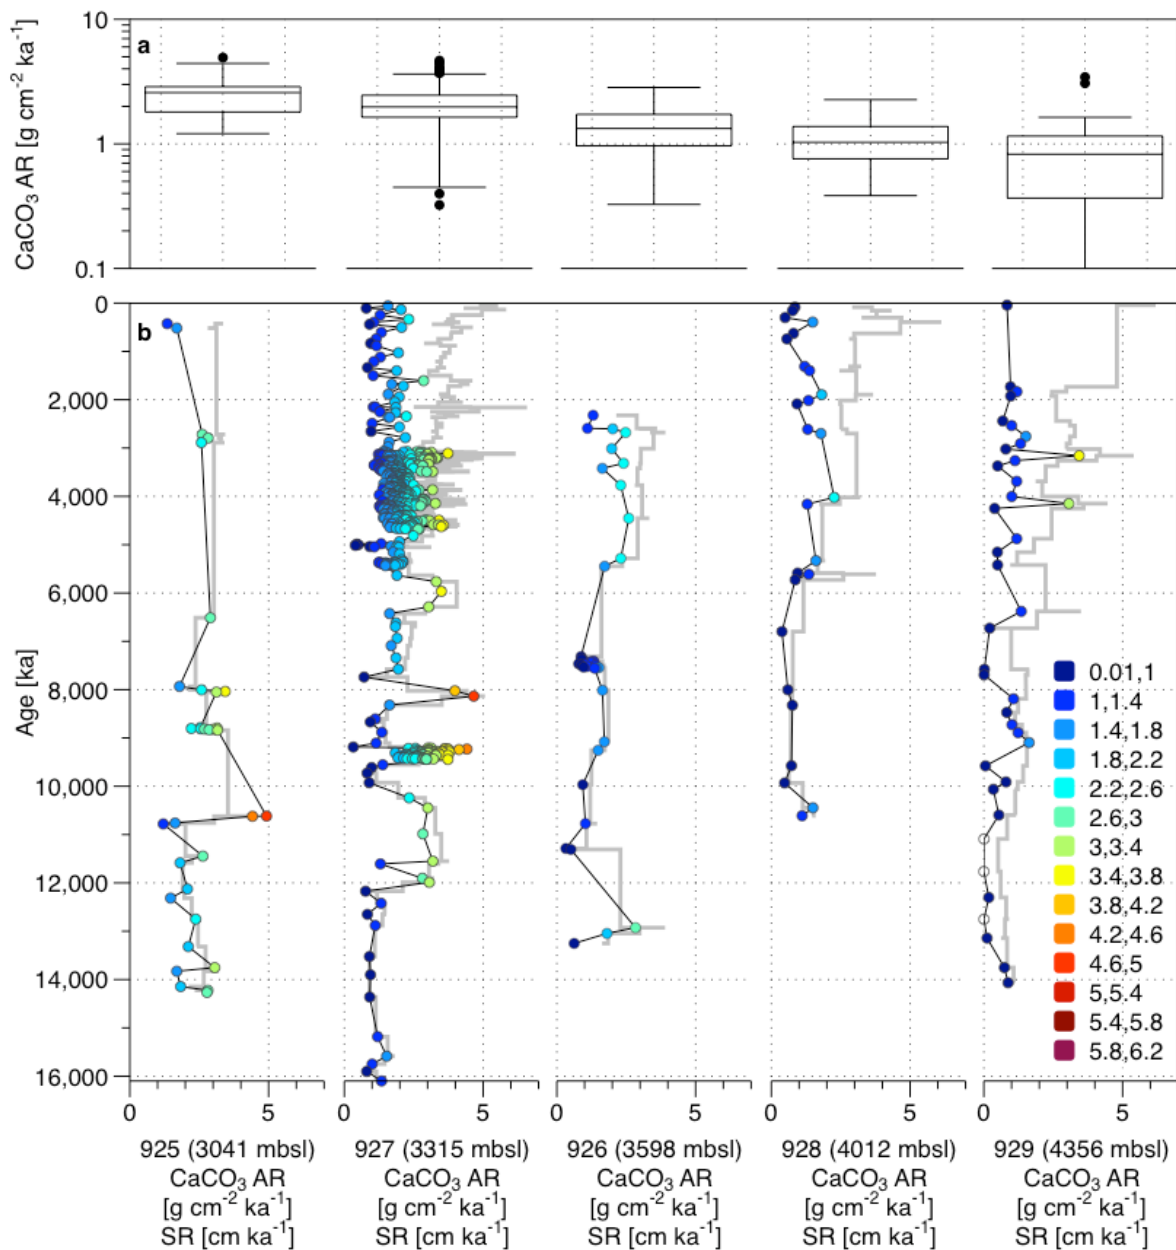 10
1
0.1
CaCO₃ AR [g cm⁻² ka⁻¹]
a
0
2,000
4,000
6,000
8,000
10,000
12,000
14,000
16,000
Age [ka]
b
0.01,1
1,1.4
1.4,1.8
1.8,2.2
2.2,2.6
2.6,3
3,3.4
3.4,3.8
3.8,4.2
4.2,4.6
4.6,5
5,5.4
5.4,5.8
5.8,6.2
0 5 0 5 0 5 0 5 0 5
925 (3041 mbsl)
CaCO₃ AR
[g cm⁻² ka⁻¹]
SR [cm ka⁻¹]
927 (3315 mbsl)
CaCO₃ AR
[g cm⁻² ka⁻¹]
SR [cm ka⁻¹]
926 (3598 mbsl)
CaCO₃ AR
[g cm⁻² ka⁻¹]
SR [cm ka⁻¹]
928 (4012 mbsl)
CaCO₃ AR
[g cm⁻² ka⁻¹]
SR [cm ka⁻¹]
929 (4356 mbsl)
CaCO₃ AR
[g cm⁻² ka⁻¹]
SR [cm ka⁻¹]